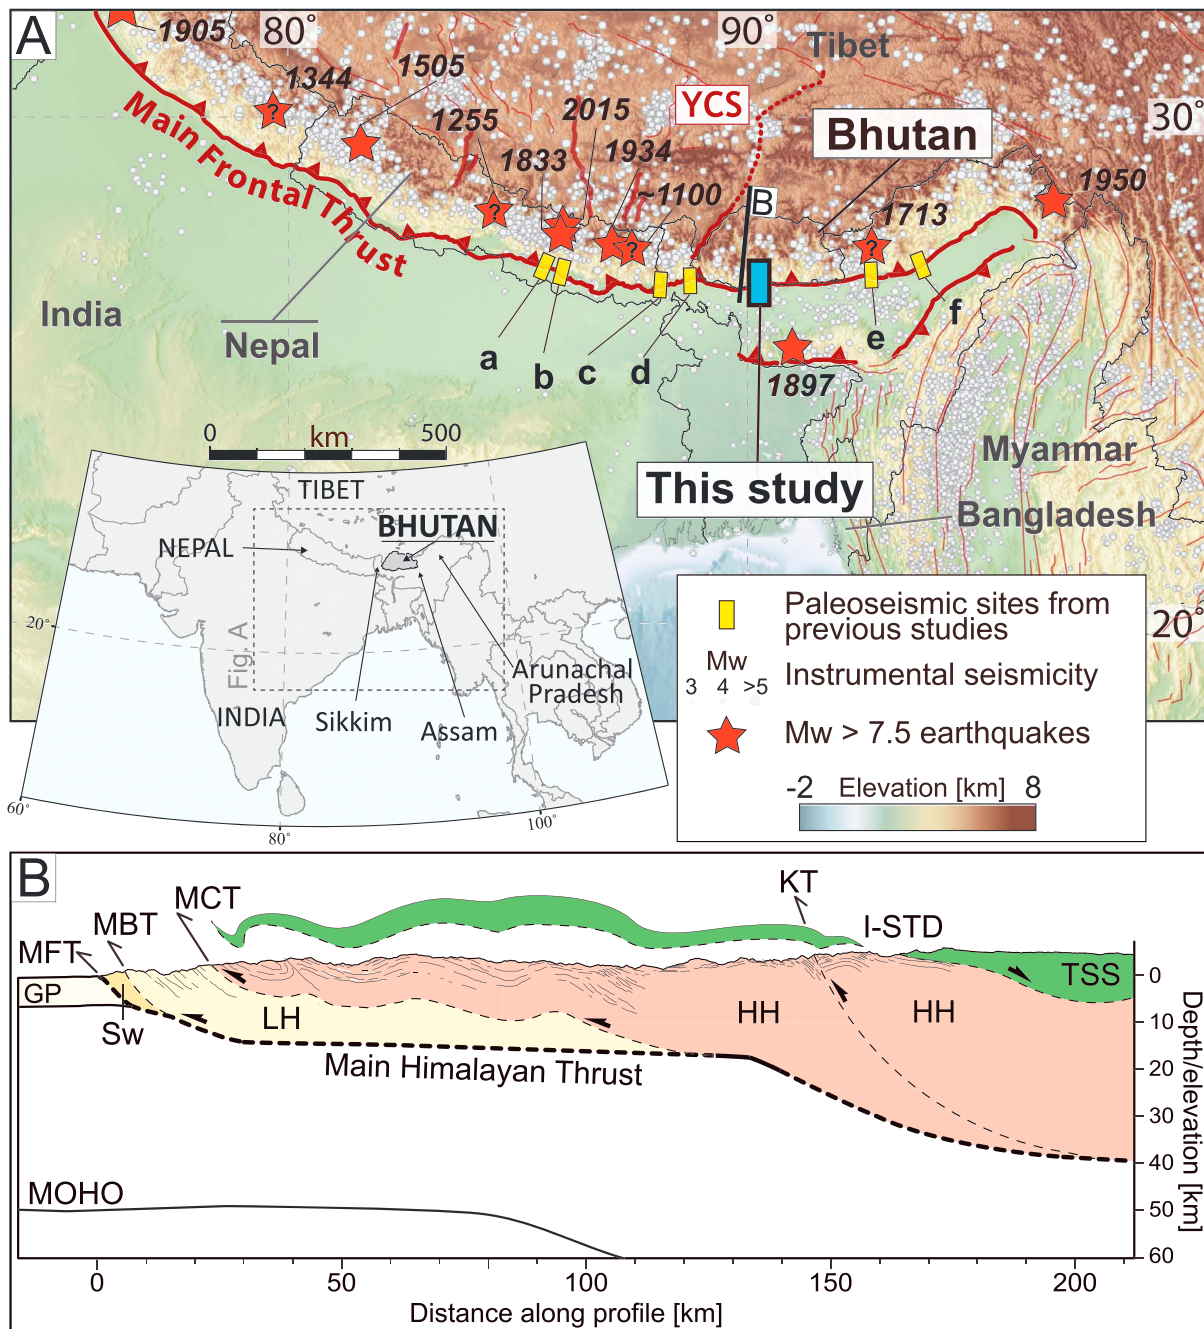 A
1905
80°
90°
Tibet
1344
1505
YCS
30°
1255
2015
Bhutan
Main Frontal Thrust
1833
1934
~1100
B
1713
1950
India
Nepal
a
b
c
d
e
f
1897
0 km 500
This study
Myanmar
Bangladesh
TIBET
BHUTAN
NEPAL
20°
Fig. A
INDIA
Sikkim
Assam
Arunachal
Pradesh
60°
80°
100°
Paleoseismic sites from
previous studies
Mw
3 4 >5
Instrumental seismicity
Mw > 7.5 earthquakes
-2 Elevation [km] 8
20°
B
MFT
MBT
MCT
KT
I-STD
GP
Sw
LH
HH
HH
TSS
Main Himalayan Thrust
MOHO
0
10
20
30
40
50
60
Depth/elevation [km]
0 50 100 150 200
Distance along profile [km]